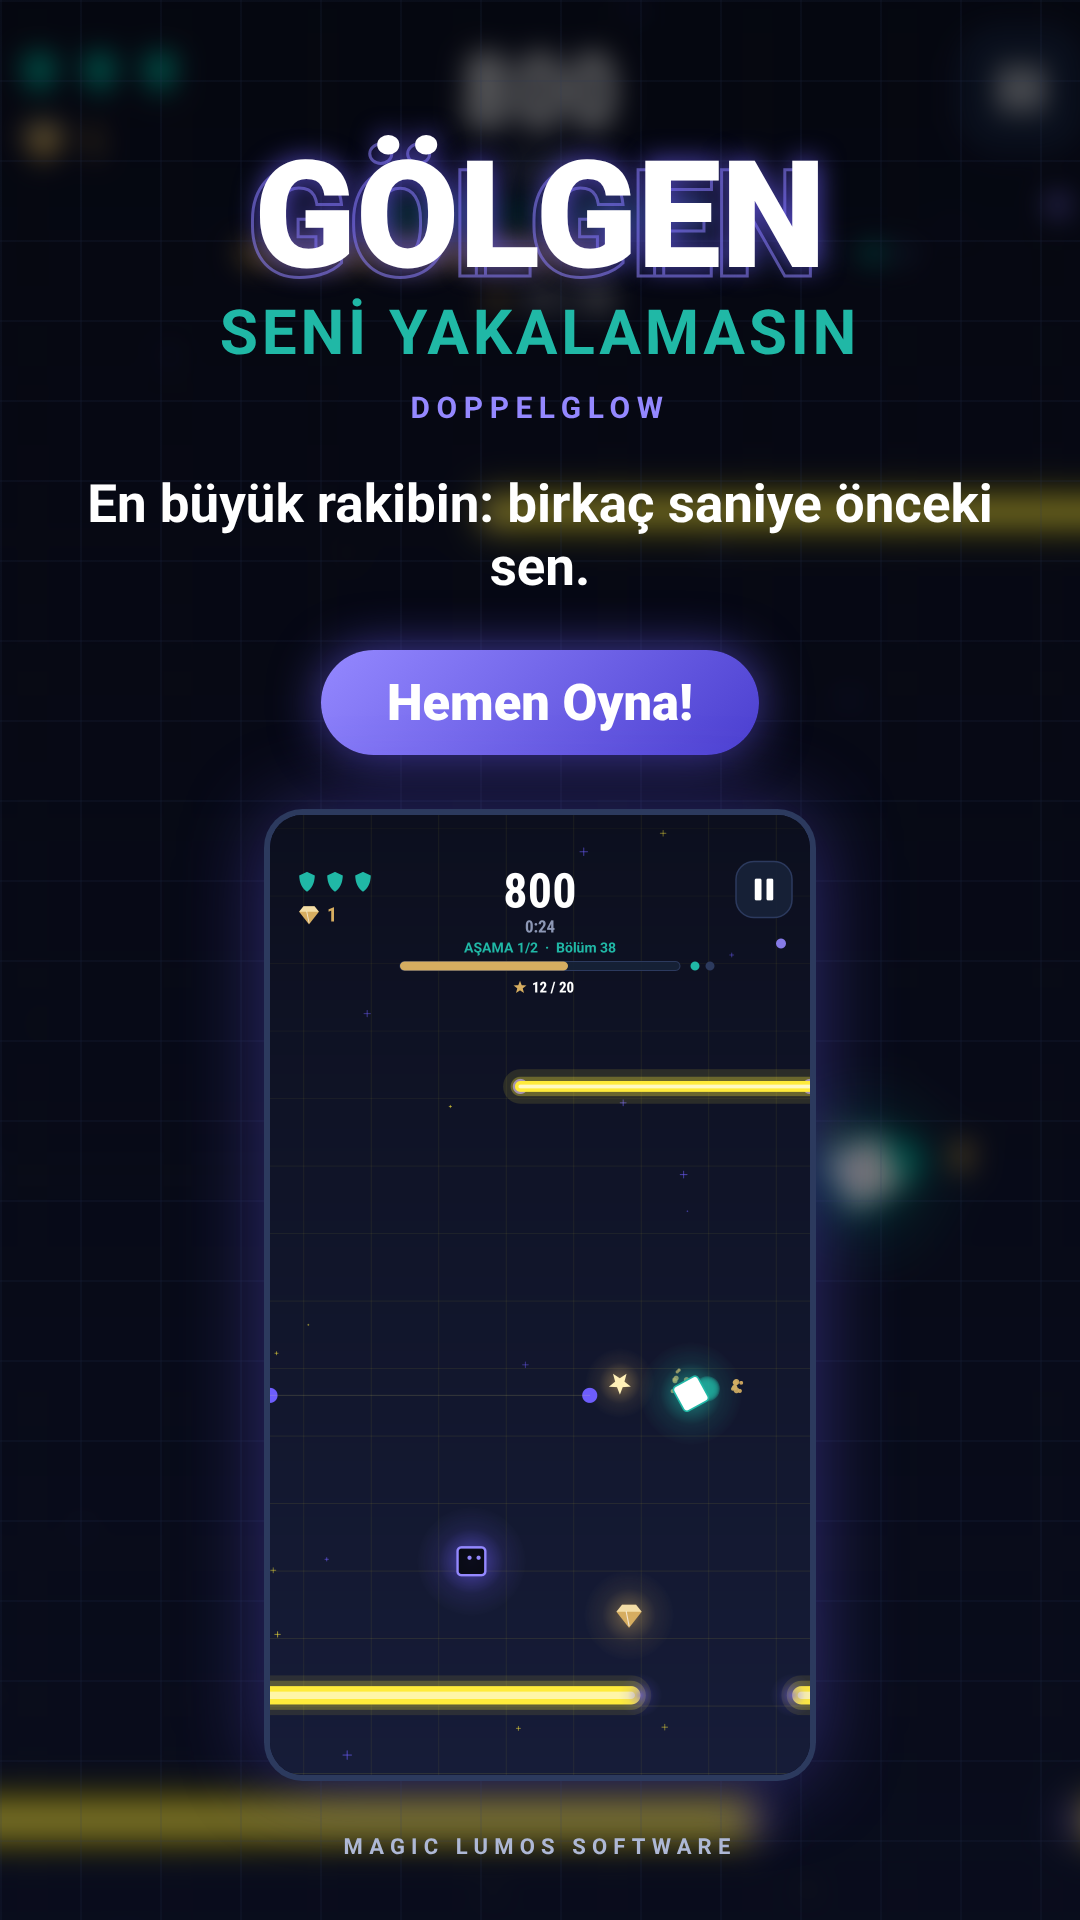 GÖLGEN
SENİ YAKALAMASIN
DOPPELGLOW
En büyük rakibin: birkaç saniye önceki
sen.
Hemen Oyna!
800
1
0:24
AŞAMA 1/2 · Bölüm 38
12 / 20
MAGIC LUMOS SOFTWARE